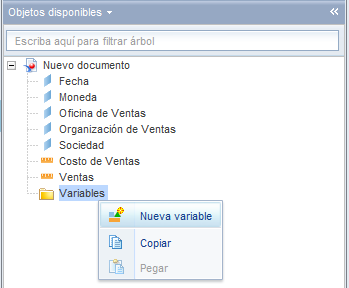 Objetos disponibles
Escriba aquí para filtrar árbol
Nuevo documento
Fecha
Moneda
Oficina de Ventas
Organización de Ventas
Sociedad
Costo de Ventas
Ventas
Variables
Nueva variable
Copiar
Pegar